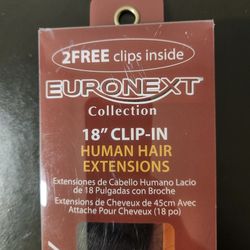 2FREE clips inside
EURONEXT
Collection
18" CLIP-IN
HUMAN HAIR
EXTENSIONS
Extensiones de Cabello Humano Lacio
de 18 Pulgadas con Broche
Extensions de Cheveux de 45cm Avec
Attache Pour Cheveux (18 po)